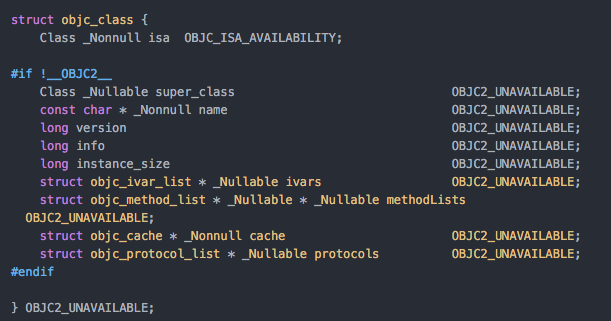 struct objc_class {
    Class _Nonnull isa  OBJC_ISA_AVAILABILITY;

#if !__OBJC2__
    Class _Nullable super_class                              OBJC2_UNAVAILABLE;
    const char * _Nonnull name                               OBJC2_UNAVAILABLE;
    long version                                             OBJC2_UNAVAILABLE;
    long info                                                OBJC2_UNAVAILABLE;
    long instance_size                                       OBJC2_UNAVAILABLE;
    struct objc_ivar_list * _Nullable ivars                  OBJC2_UNAVAILABLE;
    struct objc_method_list * _Nullable * _Nullable methodLists
  OBJC2_UNAVAILABLE;
    struct objc_cache * _Nonnull cache                       OBJC2_UNAVAILABLE;
    struct objc_protocol_list * _Nullable protocols          OBJC2_UNAVAILABLE;
#endif

} OBJC2_UNAVAILABLE;